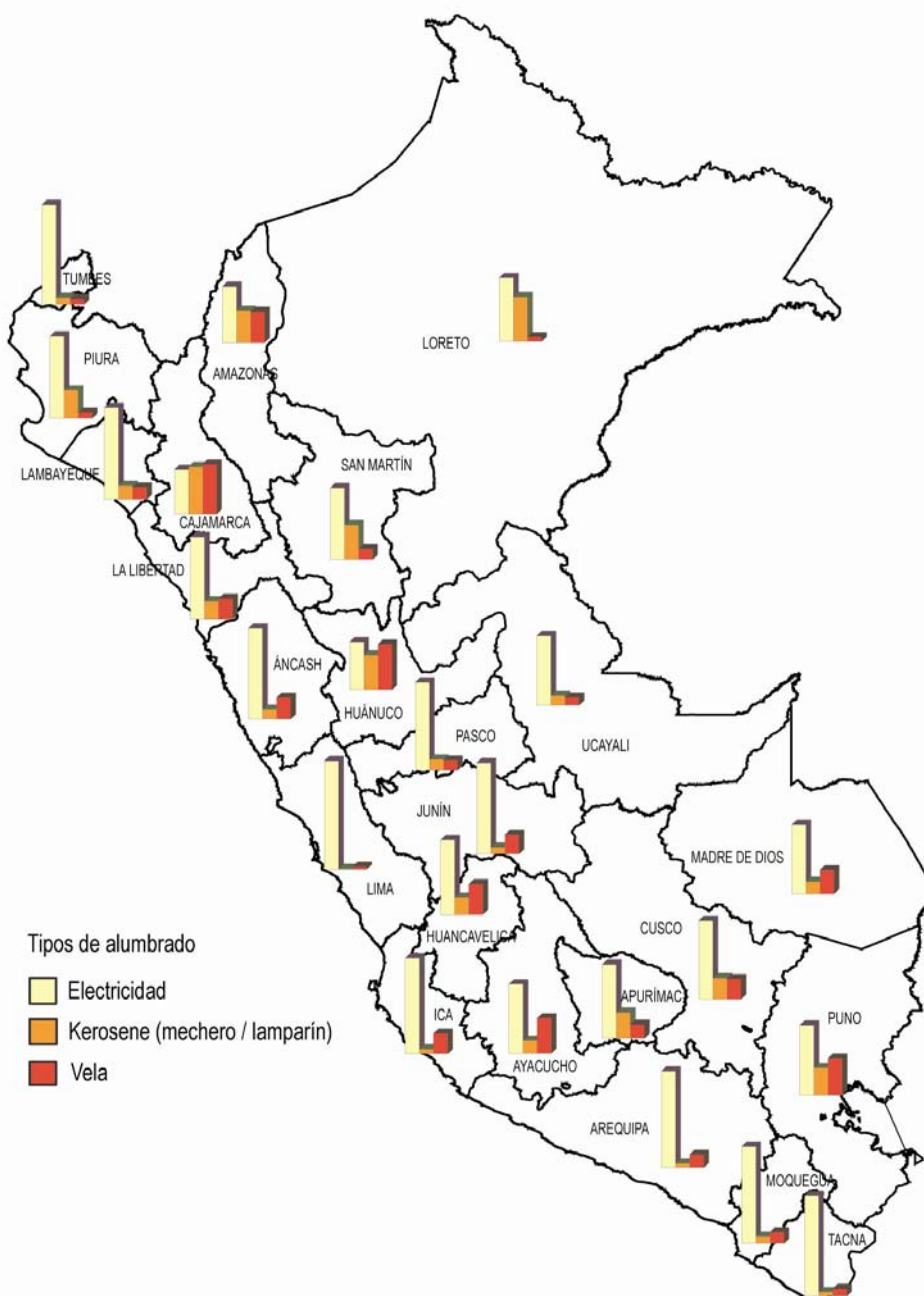 TUMBES
PIURA
LORETO
AMAZONAS
SAN MARTÍN
LAMBAYEQUE
CAJAMARCA
LA LIBERTAD
ÁNCASH
HUÁNUCO
PASCO
UCAYALI
JUNÍN
MADRE DE DIOS
LIMA
HUANCAVELICA
CUSCO
Tipos de alumbrado
Electricidad
Kerosene (mechero / lamparín)
Vela
ICA
APURÍMAC
PUNO
AYACUCHO
AREQUIPA
MOQUEGUA
TACNA